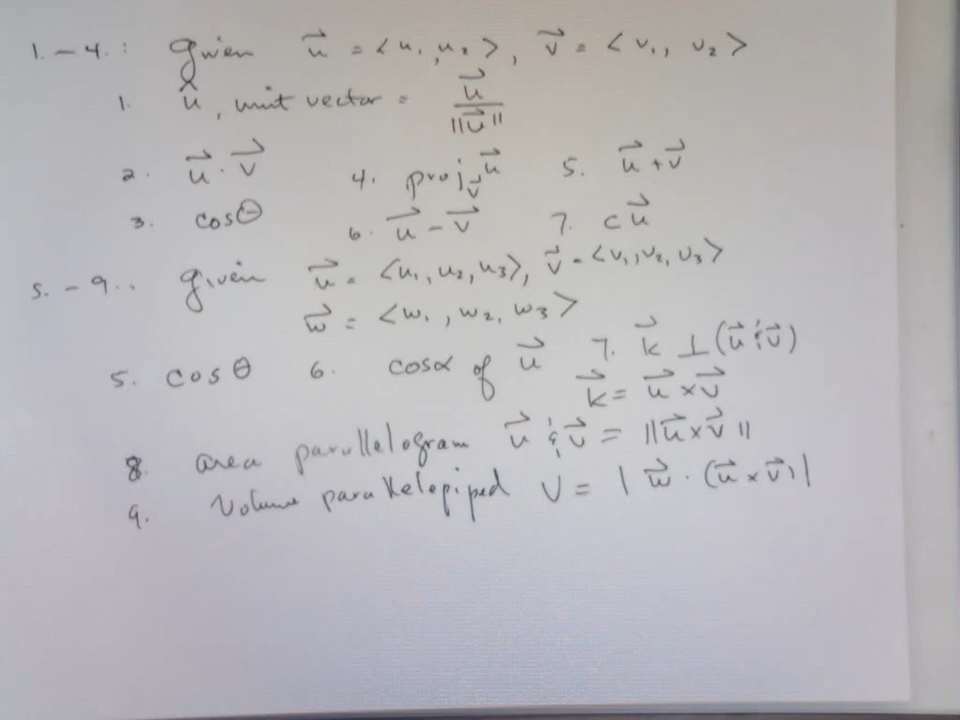 1.-4.: given u⃗ = <u₁, u₂>, v⃗ = <v₁, v₂>
1. û, unit vector = u⃗ / ||u⃗||
2. u⃗ · v⃗ 4. proj_v⃗ u⃗ 5. u⃗ + v⃗
3. cosθ 6. u⃗ - v⃗ 7. cu⃗
5.-9.. given u⃗ = <u₁, u₂, u₃>, v⃗ = <v₁, v₂, v₃>
w⃗ = <w₁, w₂, w₃>
5. cosθ 6. cosα of u⃗ 7. k⃗ ⊥ (u⃗ & v⃗)
k⃗ = u⃗ × v⃗
8. area parallelogram u⃗ & v⃗ = ||u⃗ × v⃗||
9. Volume parallelepiped V = |w⃗ · (u⃗ × v⃗)|